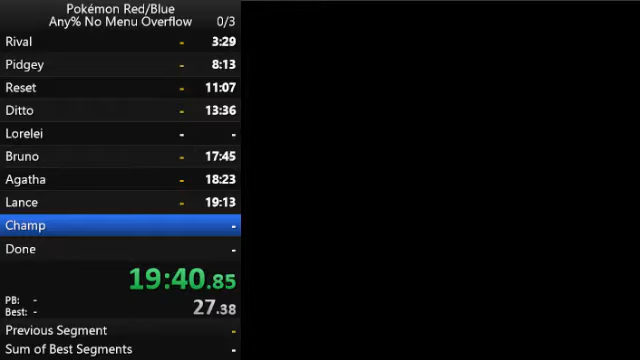 Pokémon Red/Blue
Any% No Menu Overflow 0/3
Rival - 3:29
Pidgey - 8:13
Reset - 11:07
Ditto - 13:36
Lorelei - -
Bruno - 17:45
Agatha - 18:23
Lance - 19:13
Champ -
Done -
19:40.85
PB: -
Best: - 27.38
Previous Segment -
Sum of Best Segments -